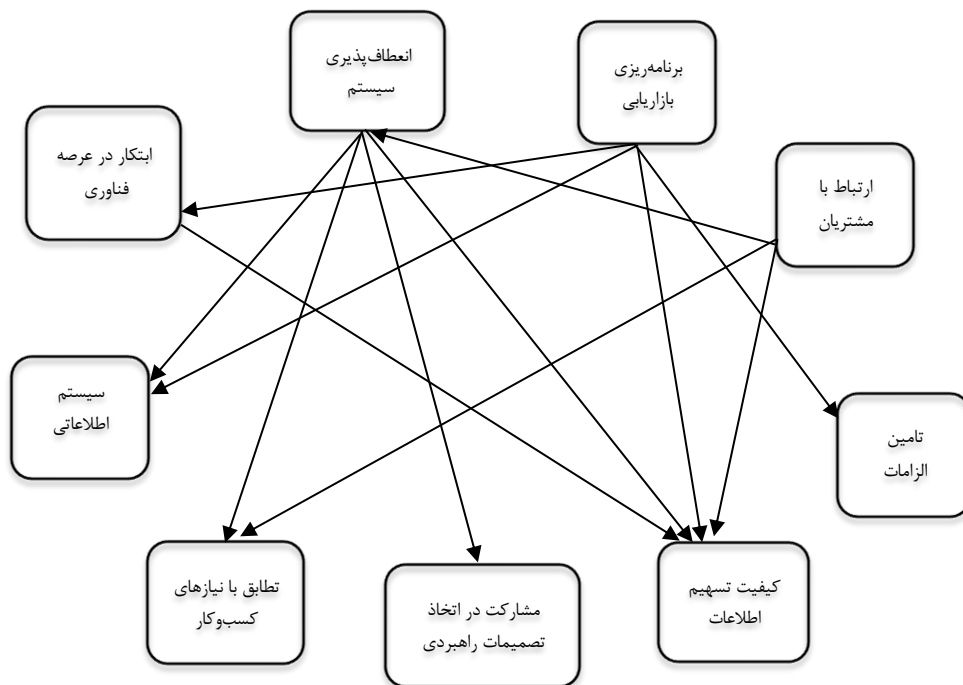 انعطاف‌پذیری
سیستم
برنامه‌ریزی
بازاریابی
ابتکار در عرصه
فناوری
ارتباط با
مشتریان
سیستم
اطلاعاتی
تامین
الزامات
تطابق با نیازهای
کسب‌وکار
مشارکت در اتخاذ
تصمیمات راهبردی
کیفیت تسهیم
اطلاعات